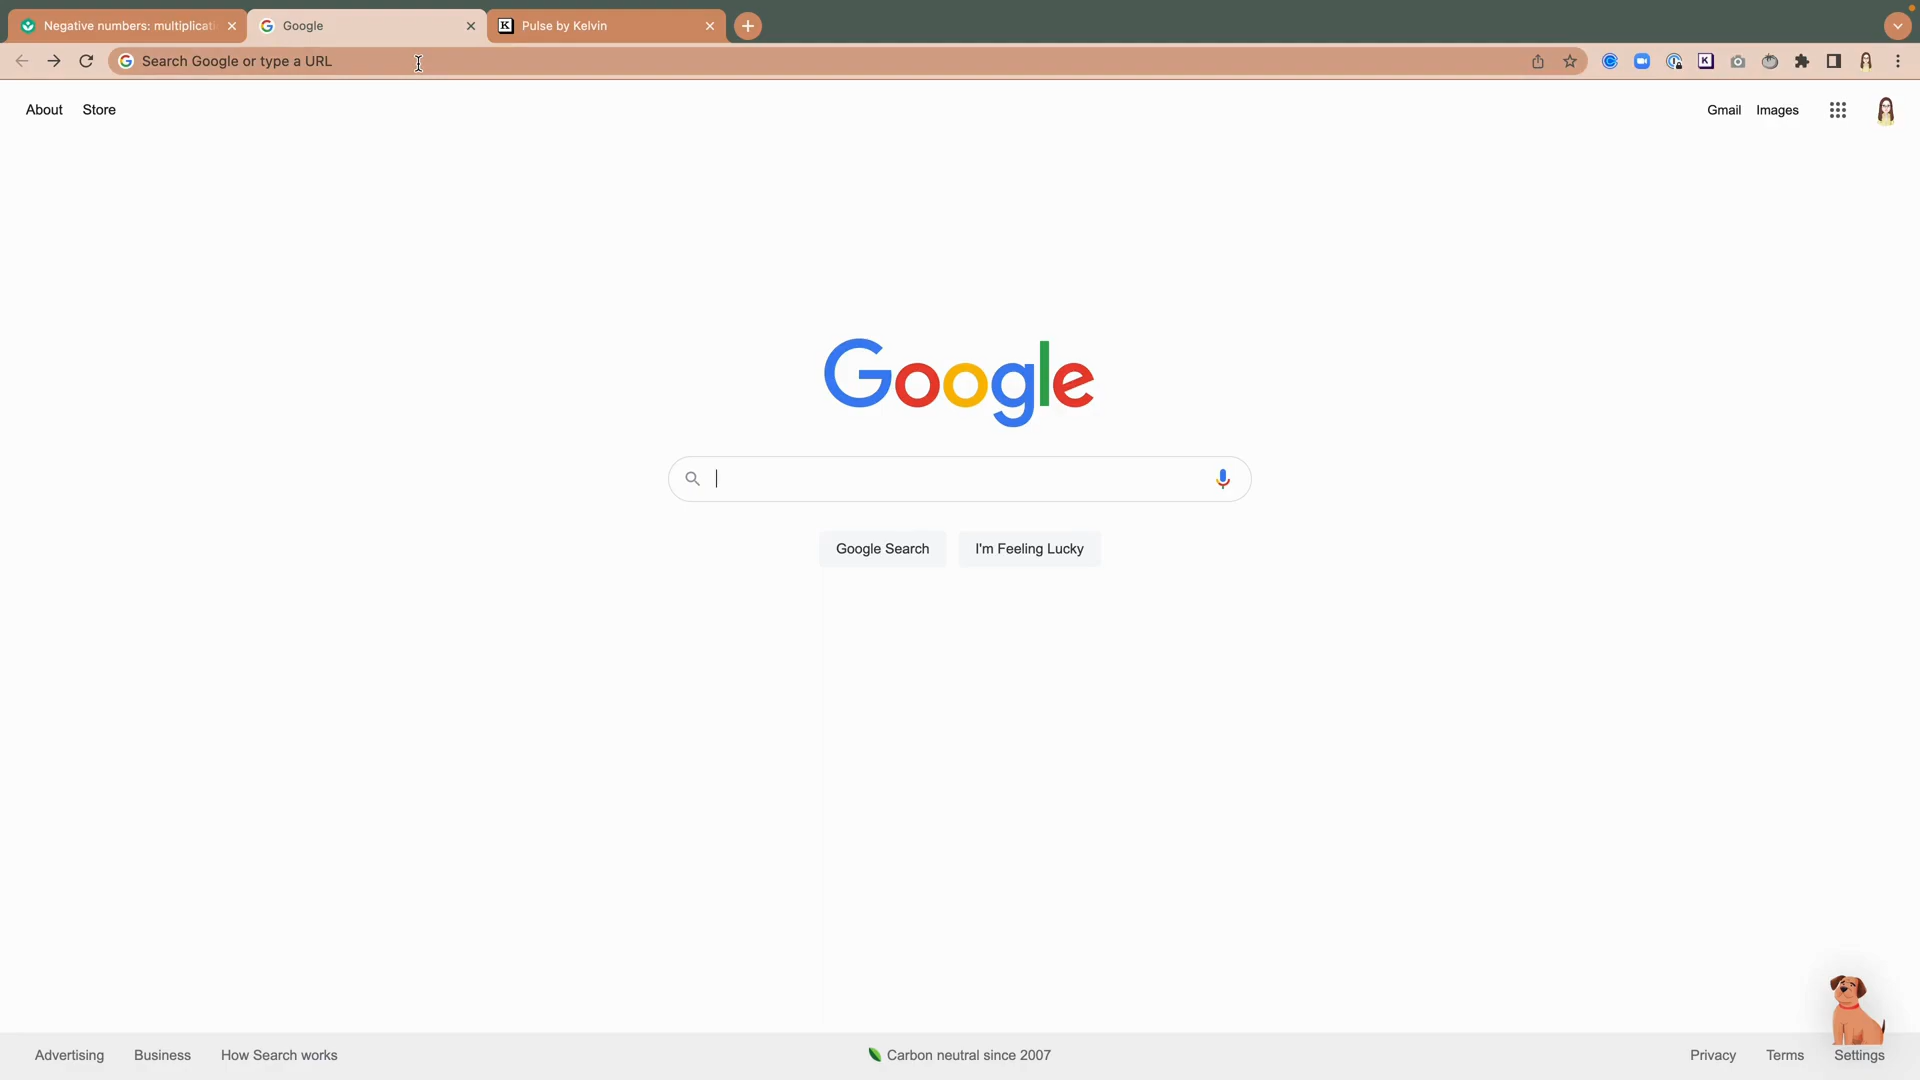 Negative numbers: multiplicati
Google
Pulse by Kelvin
Search Google or type a URL
About
Store
Gmail
Images
Google
Google Search
I'm Feeling Lucky
Advertising
Business
How Search works
Carbon neutral since 2007
Privacy
Terms
Settings